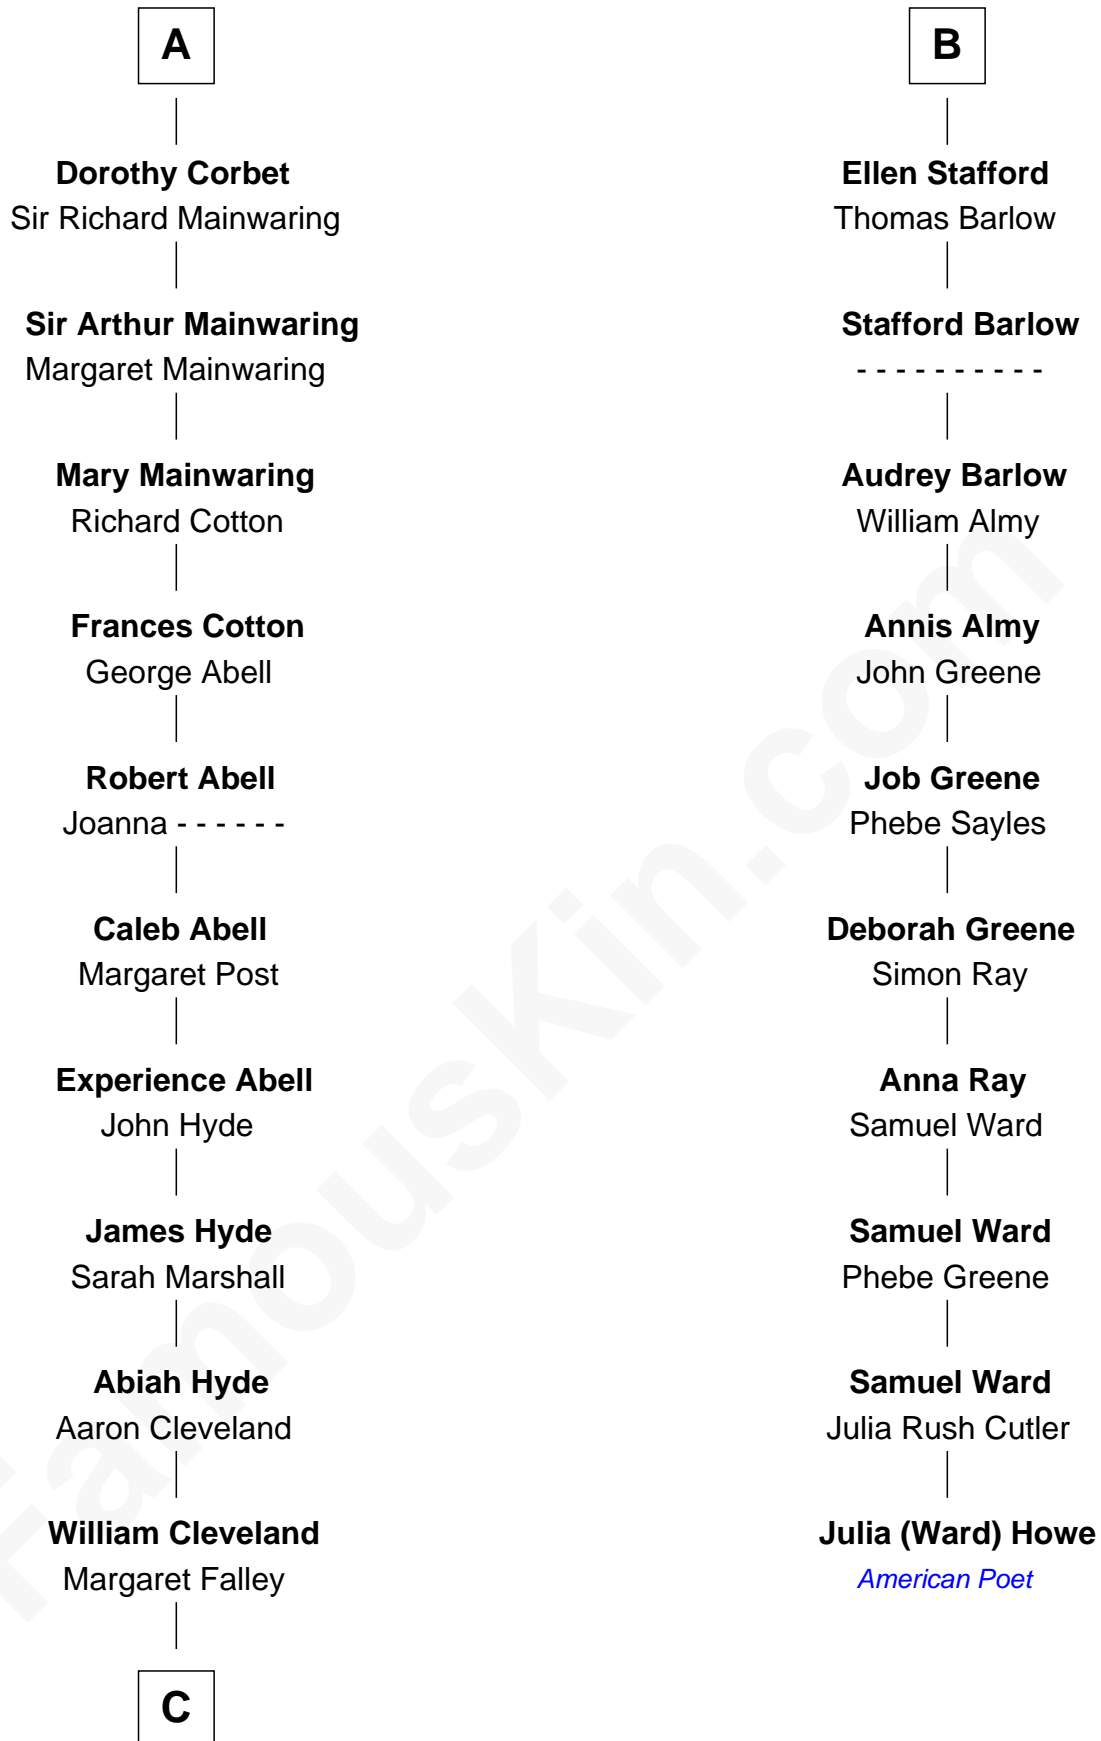 A
Dorothy Corbet
Sir Richard Mainwaring
Sir Arthur Mainwaring
Margaret Mainwaring
Mary Mainwaring
Richard Cotton
Frances Cotton
George Abell
Robert Abell
Joanna - - - - - -
Caleb Abell
Margaret Post
Experience Abell
John Hyde
James Hyde
Sarah Marshall
Abiah Hyde
Aaron Cleveland
William Cleveland
Margaret Falley
C
B
Ellen Stafford
Thomas Barlow
Stafford Barlow
- - - - - - - - - -
Audrey Barlow
William Almy
Annis Almy
John Greene
Job Greene
Phebe Sayles
Deborah Greene
Simon Ray
Anna Ray
Samuel Ward
Samuel Ward
Phebe Greene
Samuel Ward
Julia Rush Cutler
Julia (Ward) Howe
American Poet
FamousKin.com